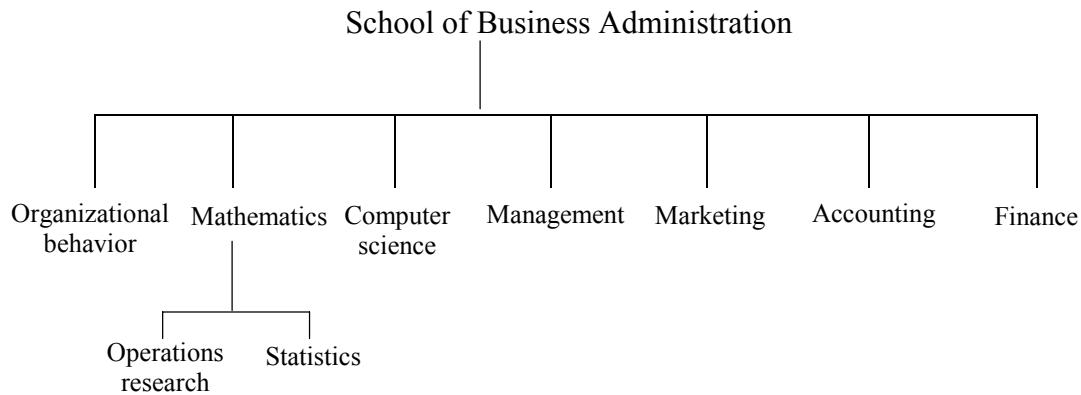 School of Business Administration
Organizational
behavior
Mathematics
Computer
science
Management
Marketing
Accounting
Finance
Operations
research
Statistics